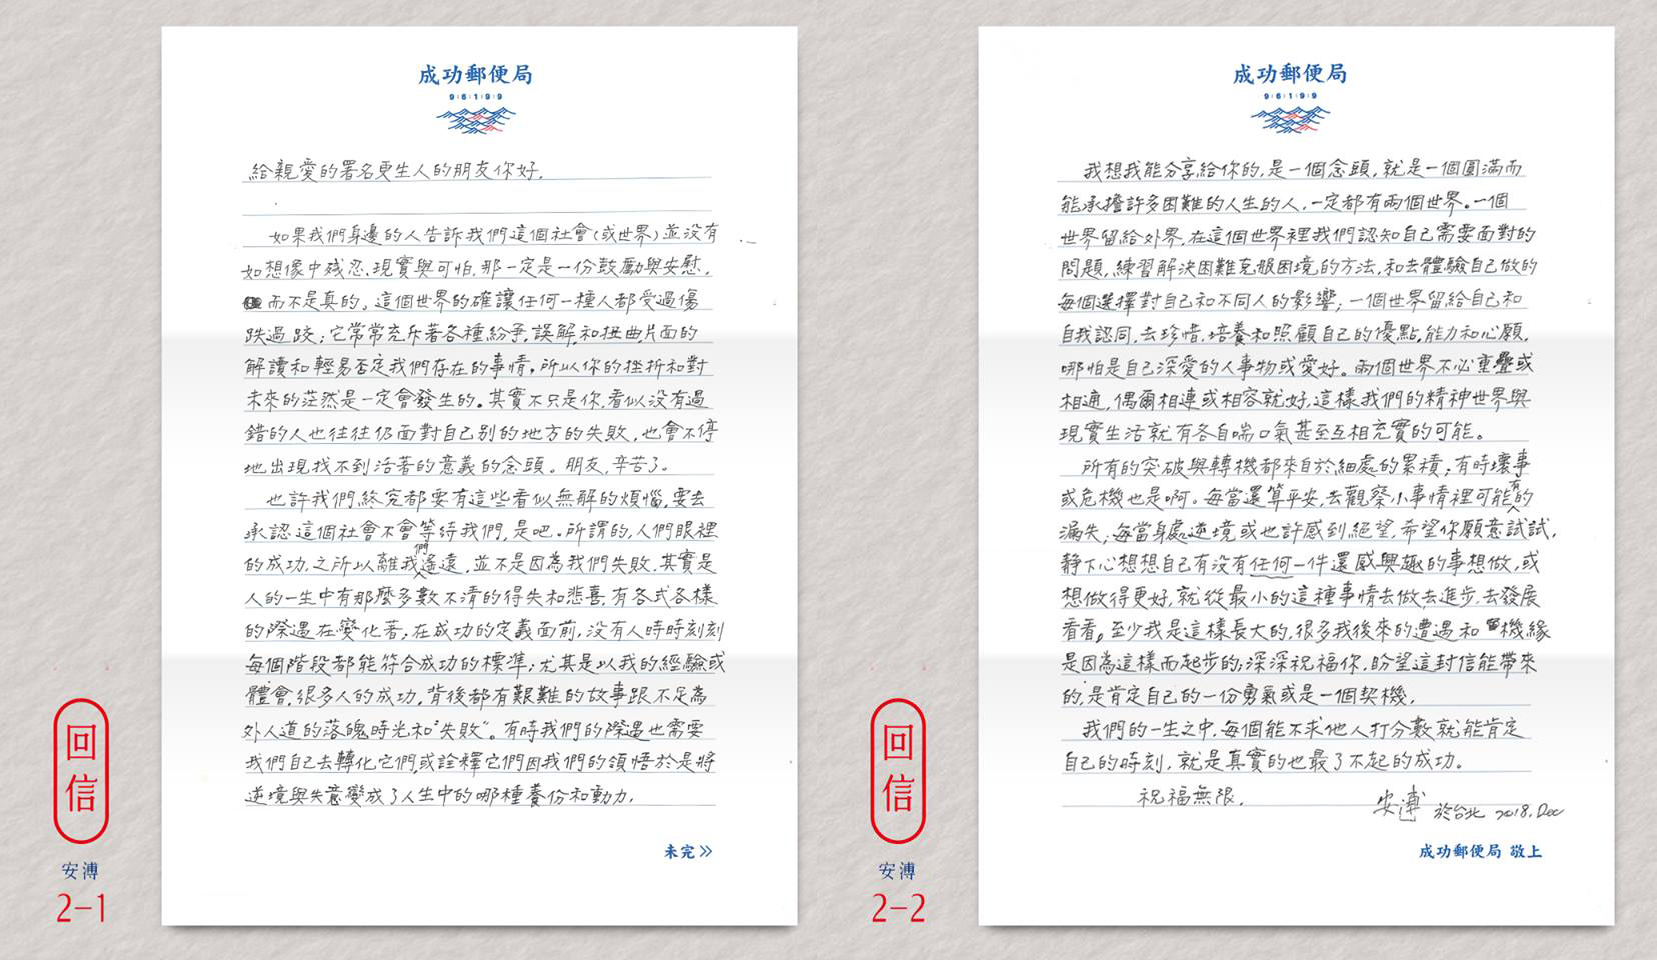 成功郵便局
9·6·1·9·9
給親愛的署名更生人的朋友你好.
如果我們身邊的人告訴我們這個社會(或世界)並沒有
如想像中殘忍、現實與可怕,那一定是一份鼓勵與安慰,
而不是真的。這個世界的確讓任何一種人都受過傷
跌過跤;它常常充斥著各種紛爭,誤解和扭曲,片面的
解讀和輕易否定我們存在的事情。所以你的挫折和對
未來的茫然是一定會發生的。其實不只是你,看似沒有過
錯的人也往往仍面對自己別的地方的失敗,也會不停
地出現找不到活著的意義的念頭。朋友,辛苦了。
也許我們終究都要有這些看似無解的煩惱,要去
承認這個社會不會等待我們,是吧。所謂的,人們眼裡
的成功,之所以離我們遙遠,並不是因為我們失敗,其實是
人的一生中有那麼多數不清的得失和悲喜,有各式各樣
的際遇在變化著;在成功的定義面前,沒有人時時刻刻
每個階段都能符合成功的標準;尤其是以我的經驗或
體會,很多人的成功,背後都有艱難的故事跟不足為
外人道的落魄時光和"失敗"。有時我們的際遇也需要
我們自己去轉化它們,或詮釋它們因我們的領悟於是將
逆境與失意變成了人生中的哪種養份和動力.
未完»
回信
安溥
2-1
成功郵便局
9·6·1·9·9
我想我能分享給你的,是一個念頭,就是一個圓滿而
能承擔許多困難的人生的人,一定都有兩個世界。一個
世界留給外界,在這個世界裡我們認知自己需要面對的
問題,練習解決困難克服困境的方法,和去體驗自己做的
每個選擇對自己和不同人的影響;一個世界留給自己和
自我認同,去珍惜,培養和照顧自己的優點,能力和心願,
哪怕是自己深愛的人事物或愛好。兩個世界不必重疊或
相通,偶爾相連或相容就好,這樣我們的精神世界與
現實生活就有各自喘口氣甚至互相充實的可能。
所有的突破與轉機都來自於細處的累積;有時壞事
或危機也是啊。每當還算平安,去觀察小事情裡可能有的
漏失;每當身處逆境或也許感到絕望,希望你願意試試,
靜下心想想自己有沒有任何一件還感興趣的事想做,或
想做得更好,就從最小的這種事情去做,去進步,去發展
看看。至少我是這樣長大的,很多我後來的遭遇和機緣
是因為這樣而起步的;深深祝福你,盼望這封信能帶來
的,是肯定自己的一份勇氣或是一個契機.
我們的一生之中,每個能不求他人打分數就能肯定
自己的時刻,就是真實的也最了不起的成功。
祝福無限.
安溥 於台北 2018.Dec
成功郵便局 敬上
回信
安溥
2-2